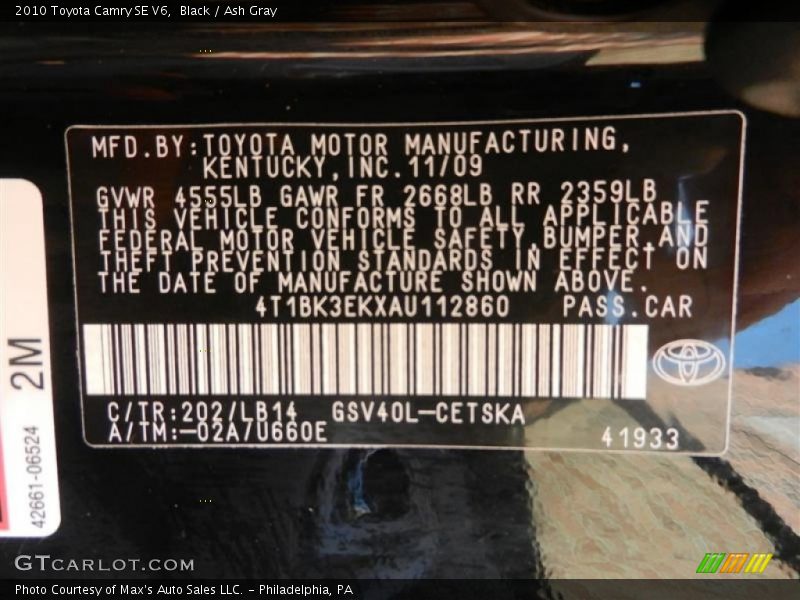 2010 Toyota Camry SE V6,  Black / Ash Gray
MFD.BY:TOYOTA MOTOR MANUFACTURING,
KENTUCKY,INC.11/09
GVWR 4555LB GAWR FR 2668LB RR 2359LB
THIS VEHICLE CONFORMS TO ALL APPLICABLE
FEDERAL MOTOR VEHICLE SAFETY,BUMPER,AND
THEFT PREVENTION STANDARDS IN EFFECT ON
THE DATE OF MANUFACTURE SHOWN ABOVE.
4T1BK3EKXAU112860 PASS.CAR
C/TR:202/LB14 GSV40L-CETSKA
A/TM:-02A/U660E
41933
2M
42661-06524
GTCARLOT.COM
Photo Courtesy of Max's Auto Sales LLC. - Philadelphia, PA